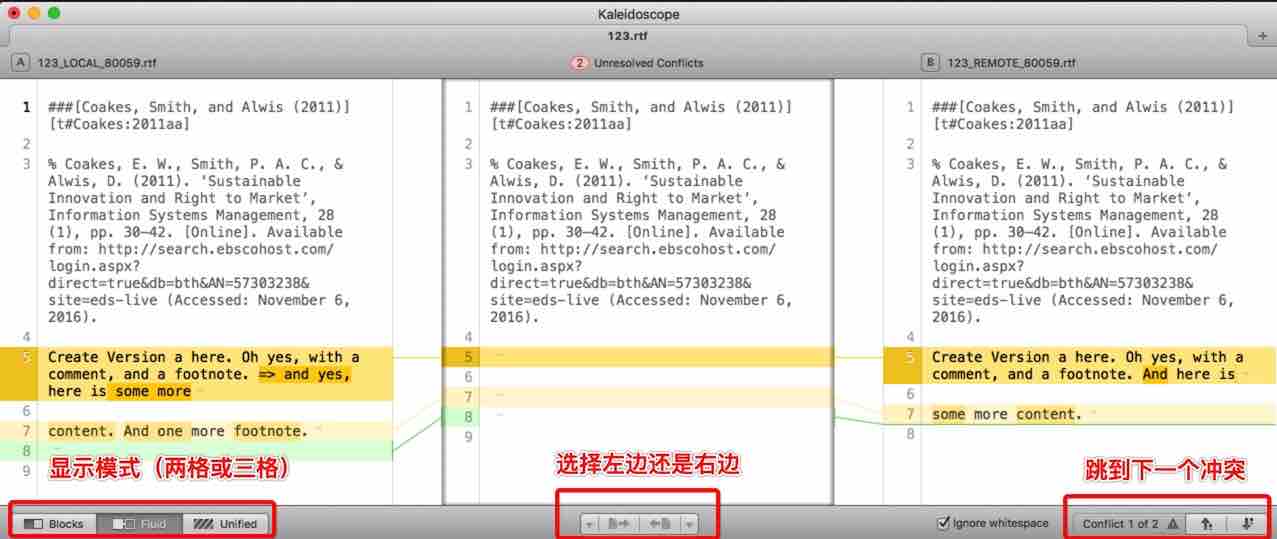 Kaleidoscope
123.rtf
A 123_LOCAL_80059.rtf
2 Unresolved Conflicts
B 123_REMOTE_80059.rtf
1 ###[Coakes, Smith, and Alwis (2011)]
[t#Coakes:2011aa]
2
3 % Coakes, E. W., Smith, P. A. C., &
Alwis, D. (2011). ‘Sustainable
Innovation and Right to Market’,
Information Systems Management, 28
(1), pp. 30–42. [Online]. Available
from: http://search.ebscohost.com/
login.aspx?
direct=true&db=bth&AN=57303238&
site=eds-live (Accessed: November 6,
2016).
4
5 Create Version a here. Oh yes, with a
comment, and a footnote. => and yes,
here is some more
6
7 content. And one more footnote.
8
9
1 ###[Coakes, Smith, and Alwis (2011)]
[t#Coakes:2011aa]
2
3 % Coakes, E. W., Smith, P. A. C., &
Alwis, D. (2011). ‘Sustainable
Innovation and Right to Market’,
Information Systems Management, 28
(1), pp. 30–42. [Online]. Available
from: http://search.ebscohost.com/
login.aspx?
direct=true&db=bth&AN=57303238&
site=eds-live (Accessed: November 6,
2016).
4
5
6
7
8
9
1 ###[Coakes, Smith, and Alwis (2011)]
[t#Coakes:2011aa]
2
3 % Coakes, E. W., Smith, P. A. C., &
Alwis, D. (2011). ‘Sustainable
Innovation and Right to Market’,
Information Systems Management, 28
(1), pp. 30–42. [Online]. Available
from: http://search.ebscohost.com/
login.aspx?
direct=true&db=bth&AN=57303238&
site=eds-live (Accessed: November 6,
2016).
4
5 Create Version a here. Oh yes, with a
comment, and a footnote. And here is
6
7 some more content.
8
显示模式（两格或三格）
选择左边还是右边
跳到下一个冲突
Blocks Fluid Unified
Ignore whitespace
Conflict 1 of 2